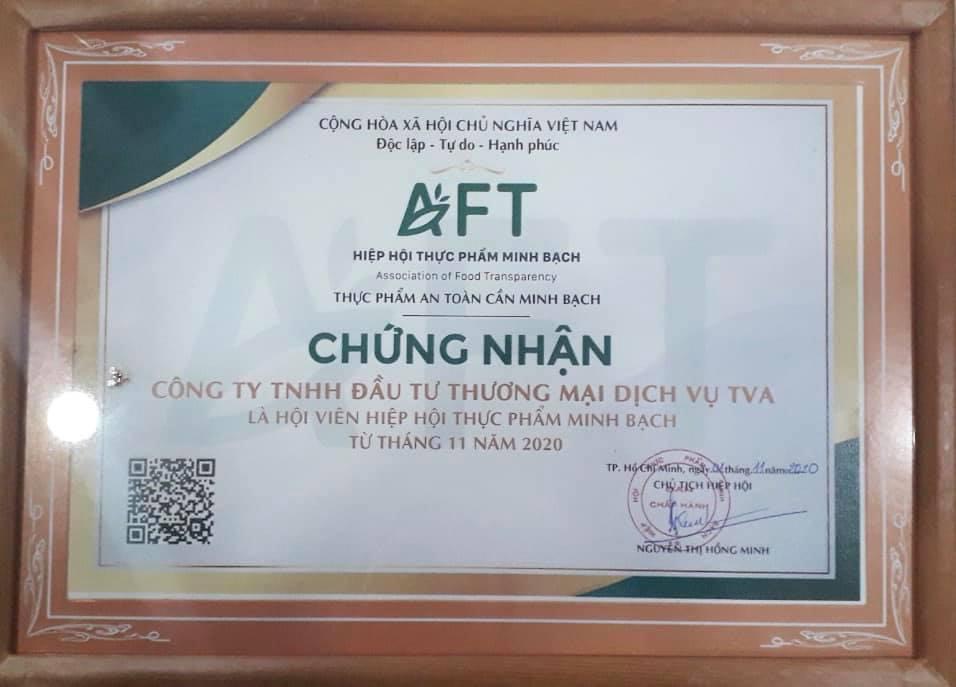 CỘNG HÒA XÃ HỘI CHỦ NGHĨA VIỆT NAM
Độc lập - Tự do - Hạnh phúc
AFT
HIỆP HỘI THỰC PHẨM MINH BẠCH
Association of Food Transparency
THỰC PHẨM AN TOÀN CẦN MINH BẠCH
CHỨNG NHẬN
CÔNG TY TNHH ĐẦU TƯ THƯƠNG MẠI DỊCH VỤ TVA
LÀ HỘI VIÊN HIỆP HỘI THỰC PHẨM MINH BẠCH
TỪ THÁNG 11 NĂM 2020
TP. Hồ Chí Minh, ngày tháng 11 năm 2020
CHỦ TỊCH HIỆP HỘI
BAN
CHẤP HÀNH
NGUYỄN THỊ HỒNG MINH